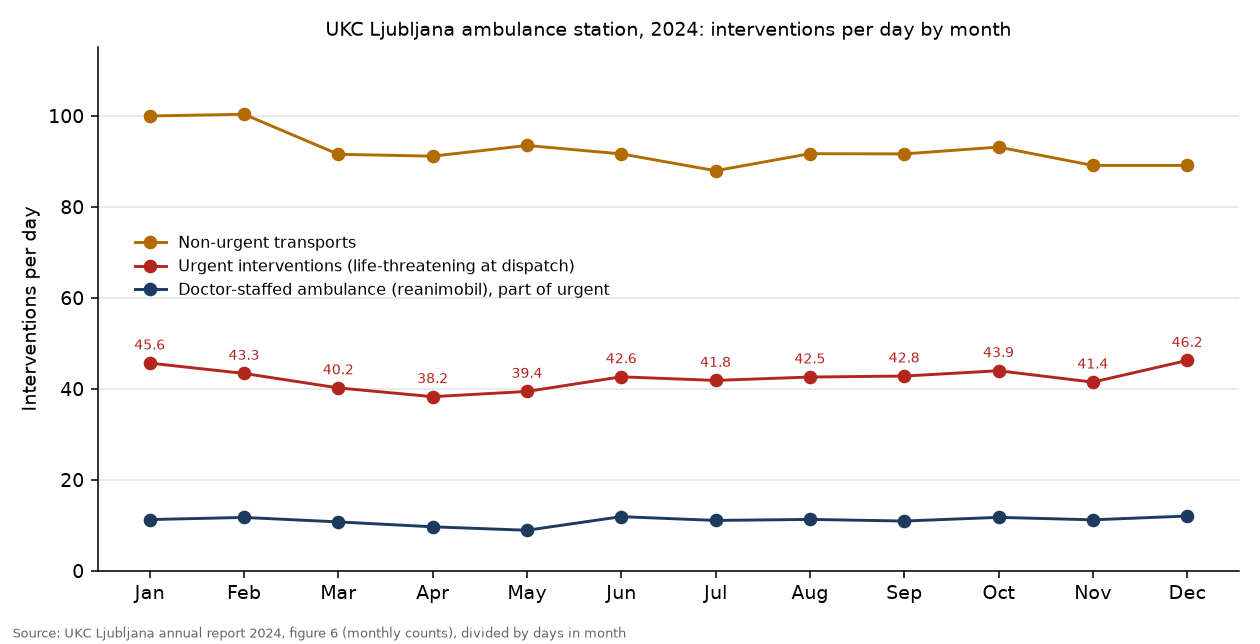 UKC Ljubljana ambulance station, 2024: interventions per day by month
Interventions per day
100
80
60
40
20
0
Non-urgent transports
Urgent interventions (life-threatening at dispatch)
Doctor-staffed ambulance (reanimobil), part of urgent
45.6 43.3 40.2 38.2 39.4 42.6 41.8 42.5 42.8 43.9 41.4 46.2
Jan Feb Mar Apr May Jun Jul Aug Sep Oct Nov Dec
Source: UKC Ljubljana annual report 2024, figure 6 (monthly counts), divided by days in month